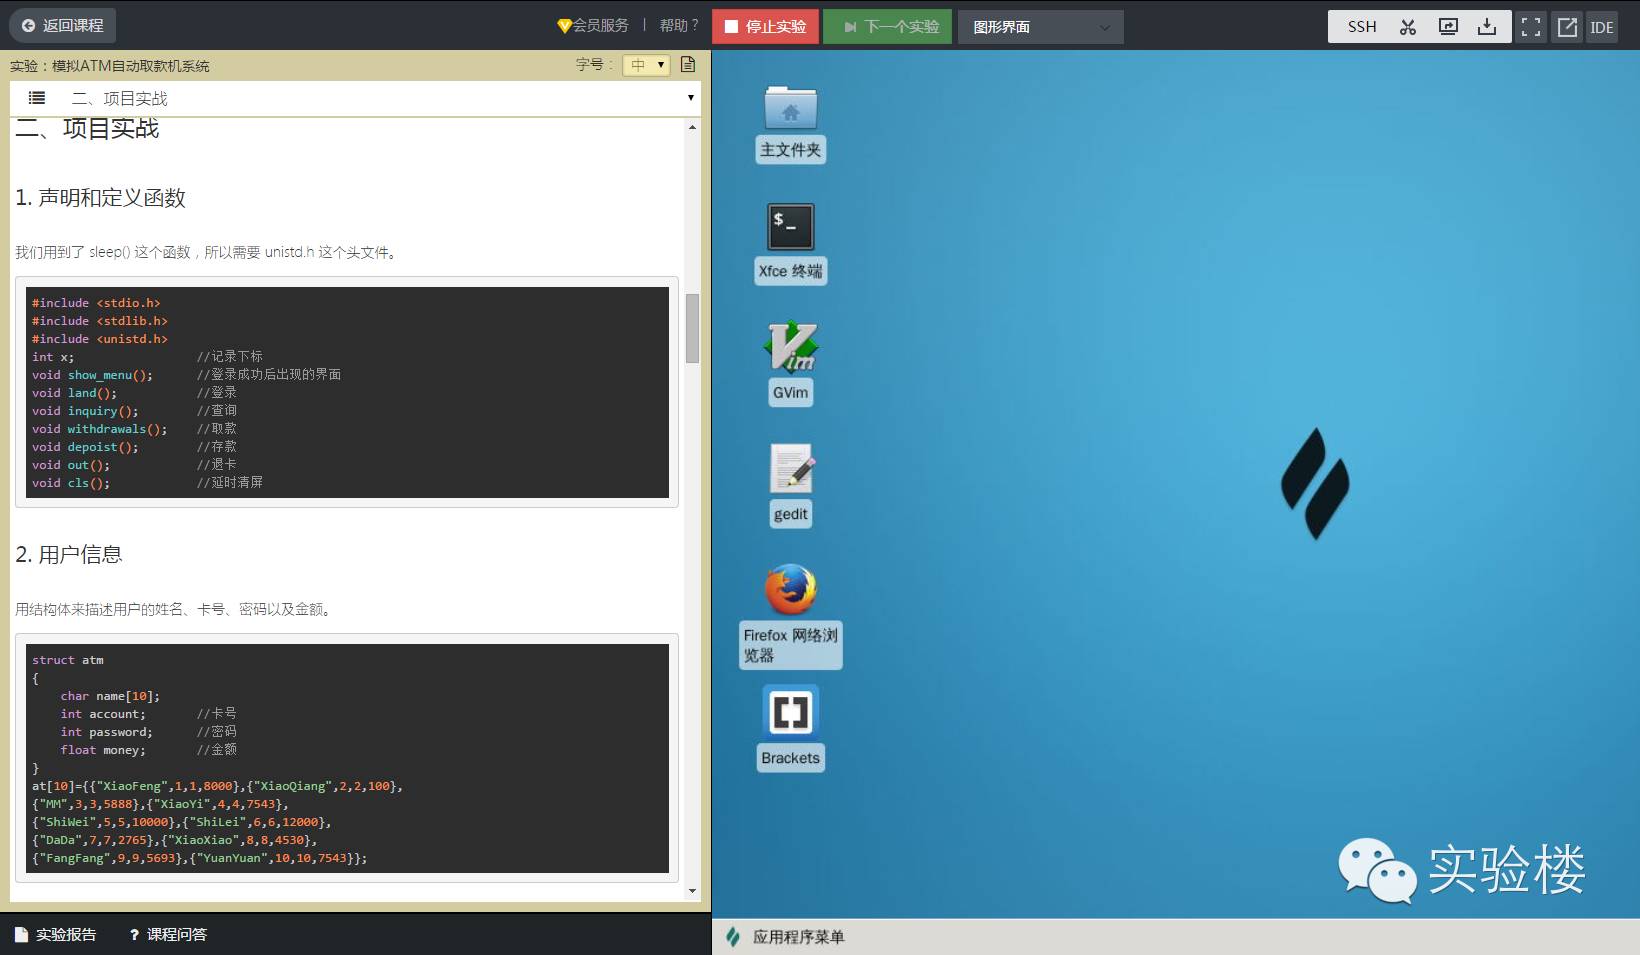 返回课程
会员服务 | 帮助 ?
停止实验
下一个实验
图形界面
SSH
IDE
实验：模拟ATM自动取款机系统
字号：
中
二、项目实战
二、项目实战
1. 声明和定义函数
我们用到了 sleep() 这个函数，所以需要 unistd.h 这个头文件。
#include <stdio.h>
#include <stdlib.h>
#include <unistd.h>
int x; //记录下标
void show_menu(); //登录成功后出现的界面
void land(); //登录
void inquiry(); //查询
void withdrawals(); //取款
void depoist(); //存款
void out(); //退卡
void cls(); //延时清屏
2. 用户信息
用结构体来描述用户的姓名、卡号、密码以及金额。
struct atm
{
char name[10];
int account; //卡号
int password; //密码
float money; //金额
}
at[10]={{"XiaoFeng",1,1,8000},{"XiaoQiang",2,2,100},
{"MM",3,3,5888},{"XiaoYi",4,4,7543},
{"ShiWei",5,5,10000},{"ShiLei",6,6,12000},
{"DaDa",7,7,2765},{"XiaoXiao",8,8,4530},
{"FangFang",9,9,5693},{"YuanYuan",10,10,7543}};
实验报告
? 课程问答
主文件夹
$_
Xfce 终端
Vim
GVim
gedit
Firefox 网络浏
览器
Brackets
实验楼
应用程序菜单